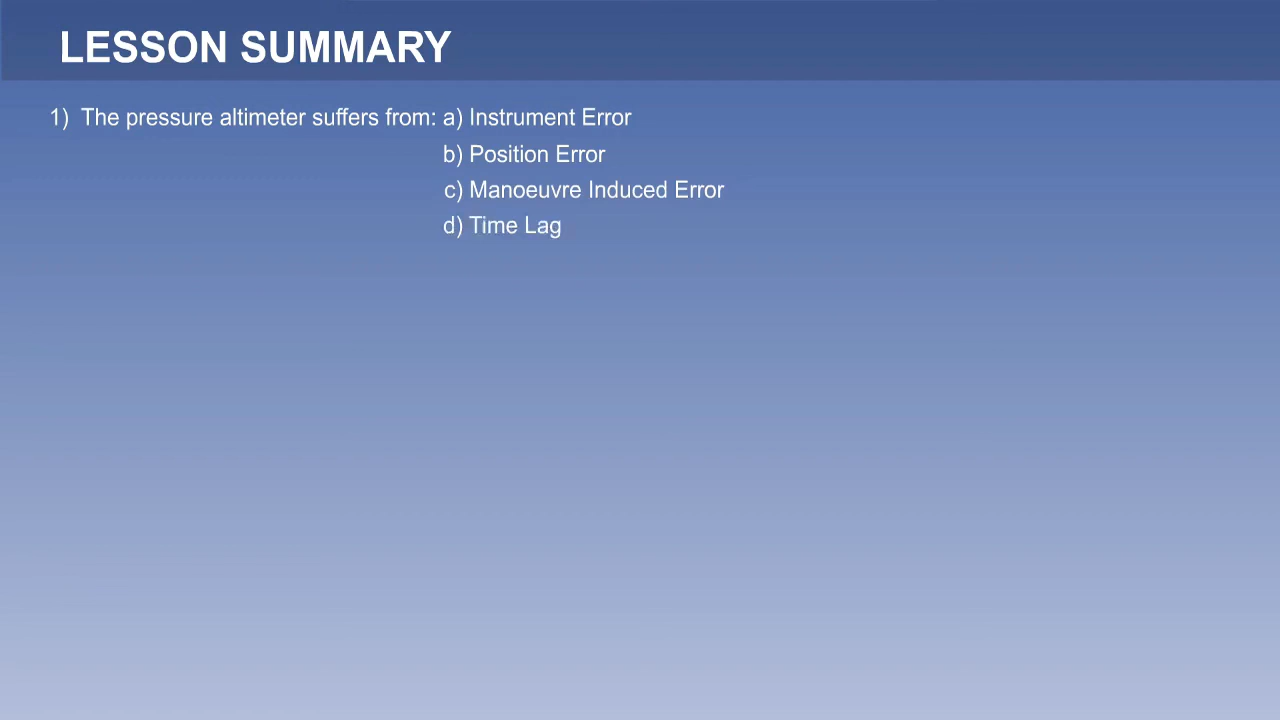 LESSON SUMMARY
1) The pressure altimeter suffers from: a) Instrument Error
b) Position Error
c) Manoeuvre Induced Error
d) Time Lag